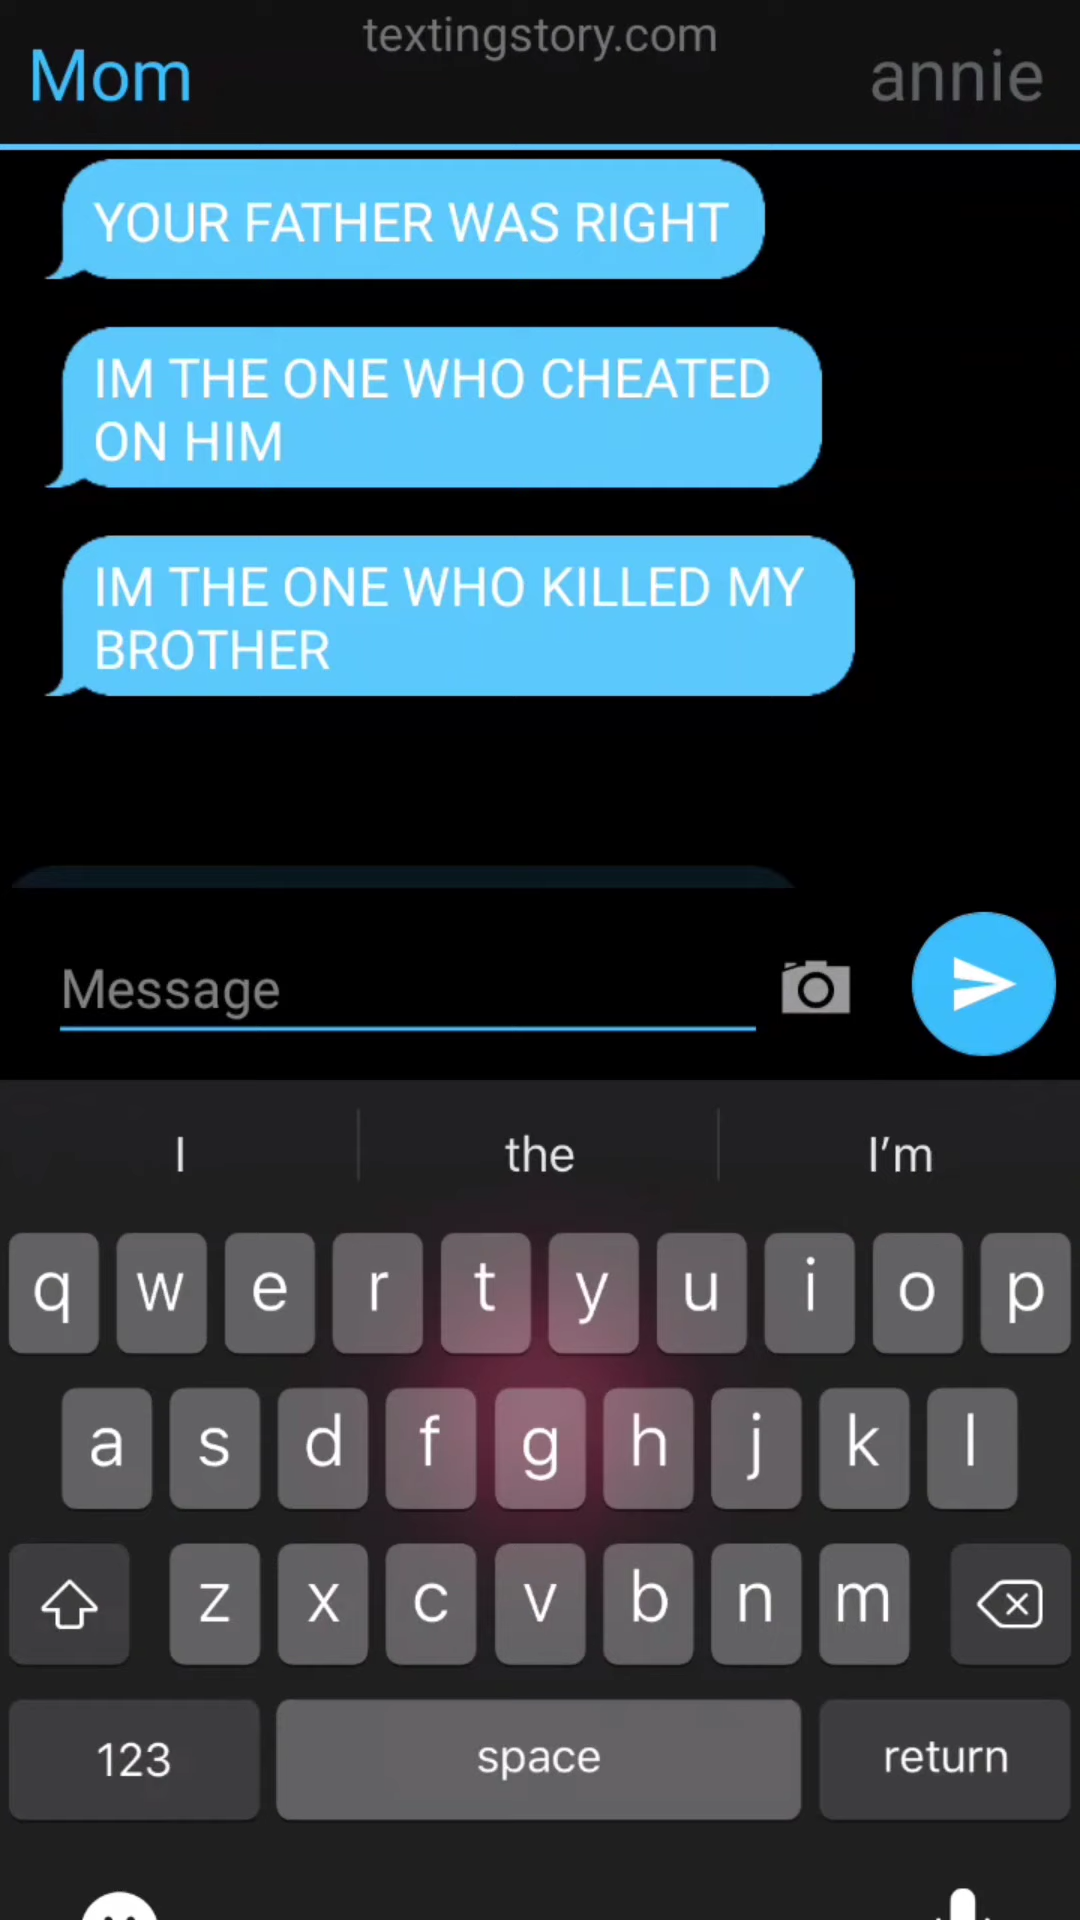 textingstory.com
Mom
annie
YOUR FATHER WAS RIGHT
IM THE ONE WHO CHEATED
ON HIM
IM THE ONE WHO KILLED MY
BROTHER
Message
I
the
I’m
q w e r t y u i o p
a s d f g h j k l
z x c v b n m
123
space
return